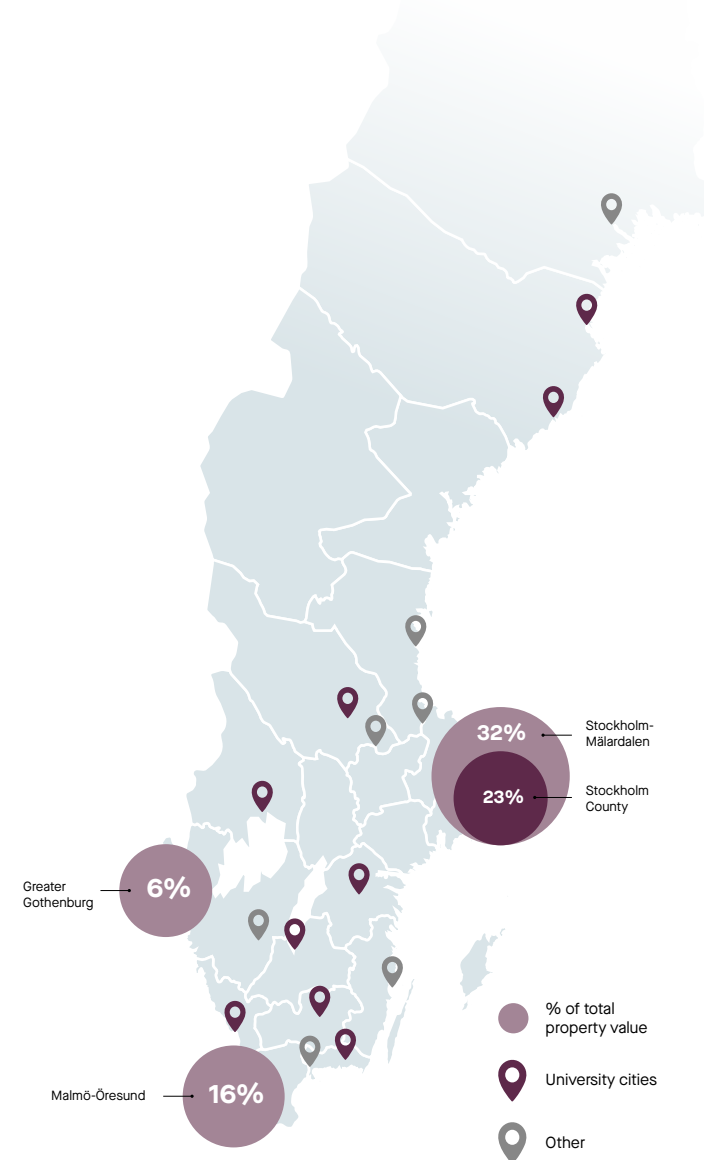 32%
Stockholm-
Mälardalen
23%
Stockholm
County
Greater
Gothenburg
6%
Malmö-Öresund
16%
% of total
property value
University cities
Other